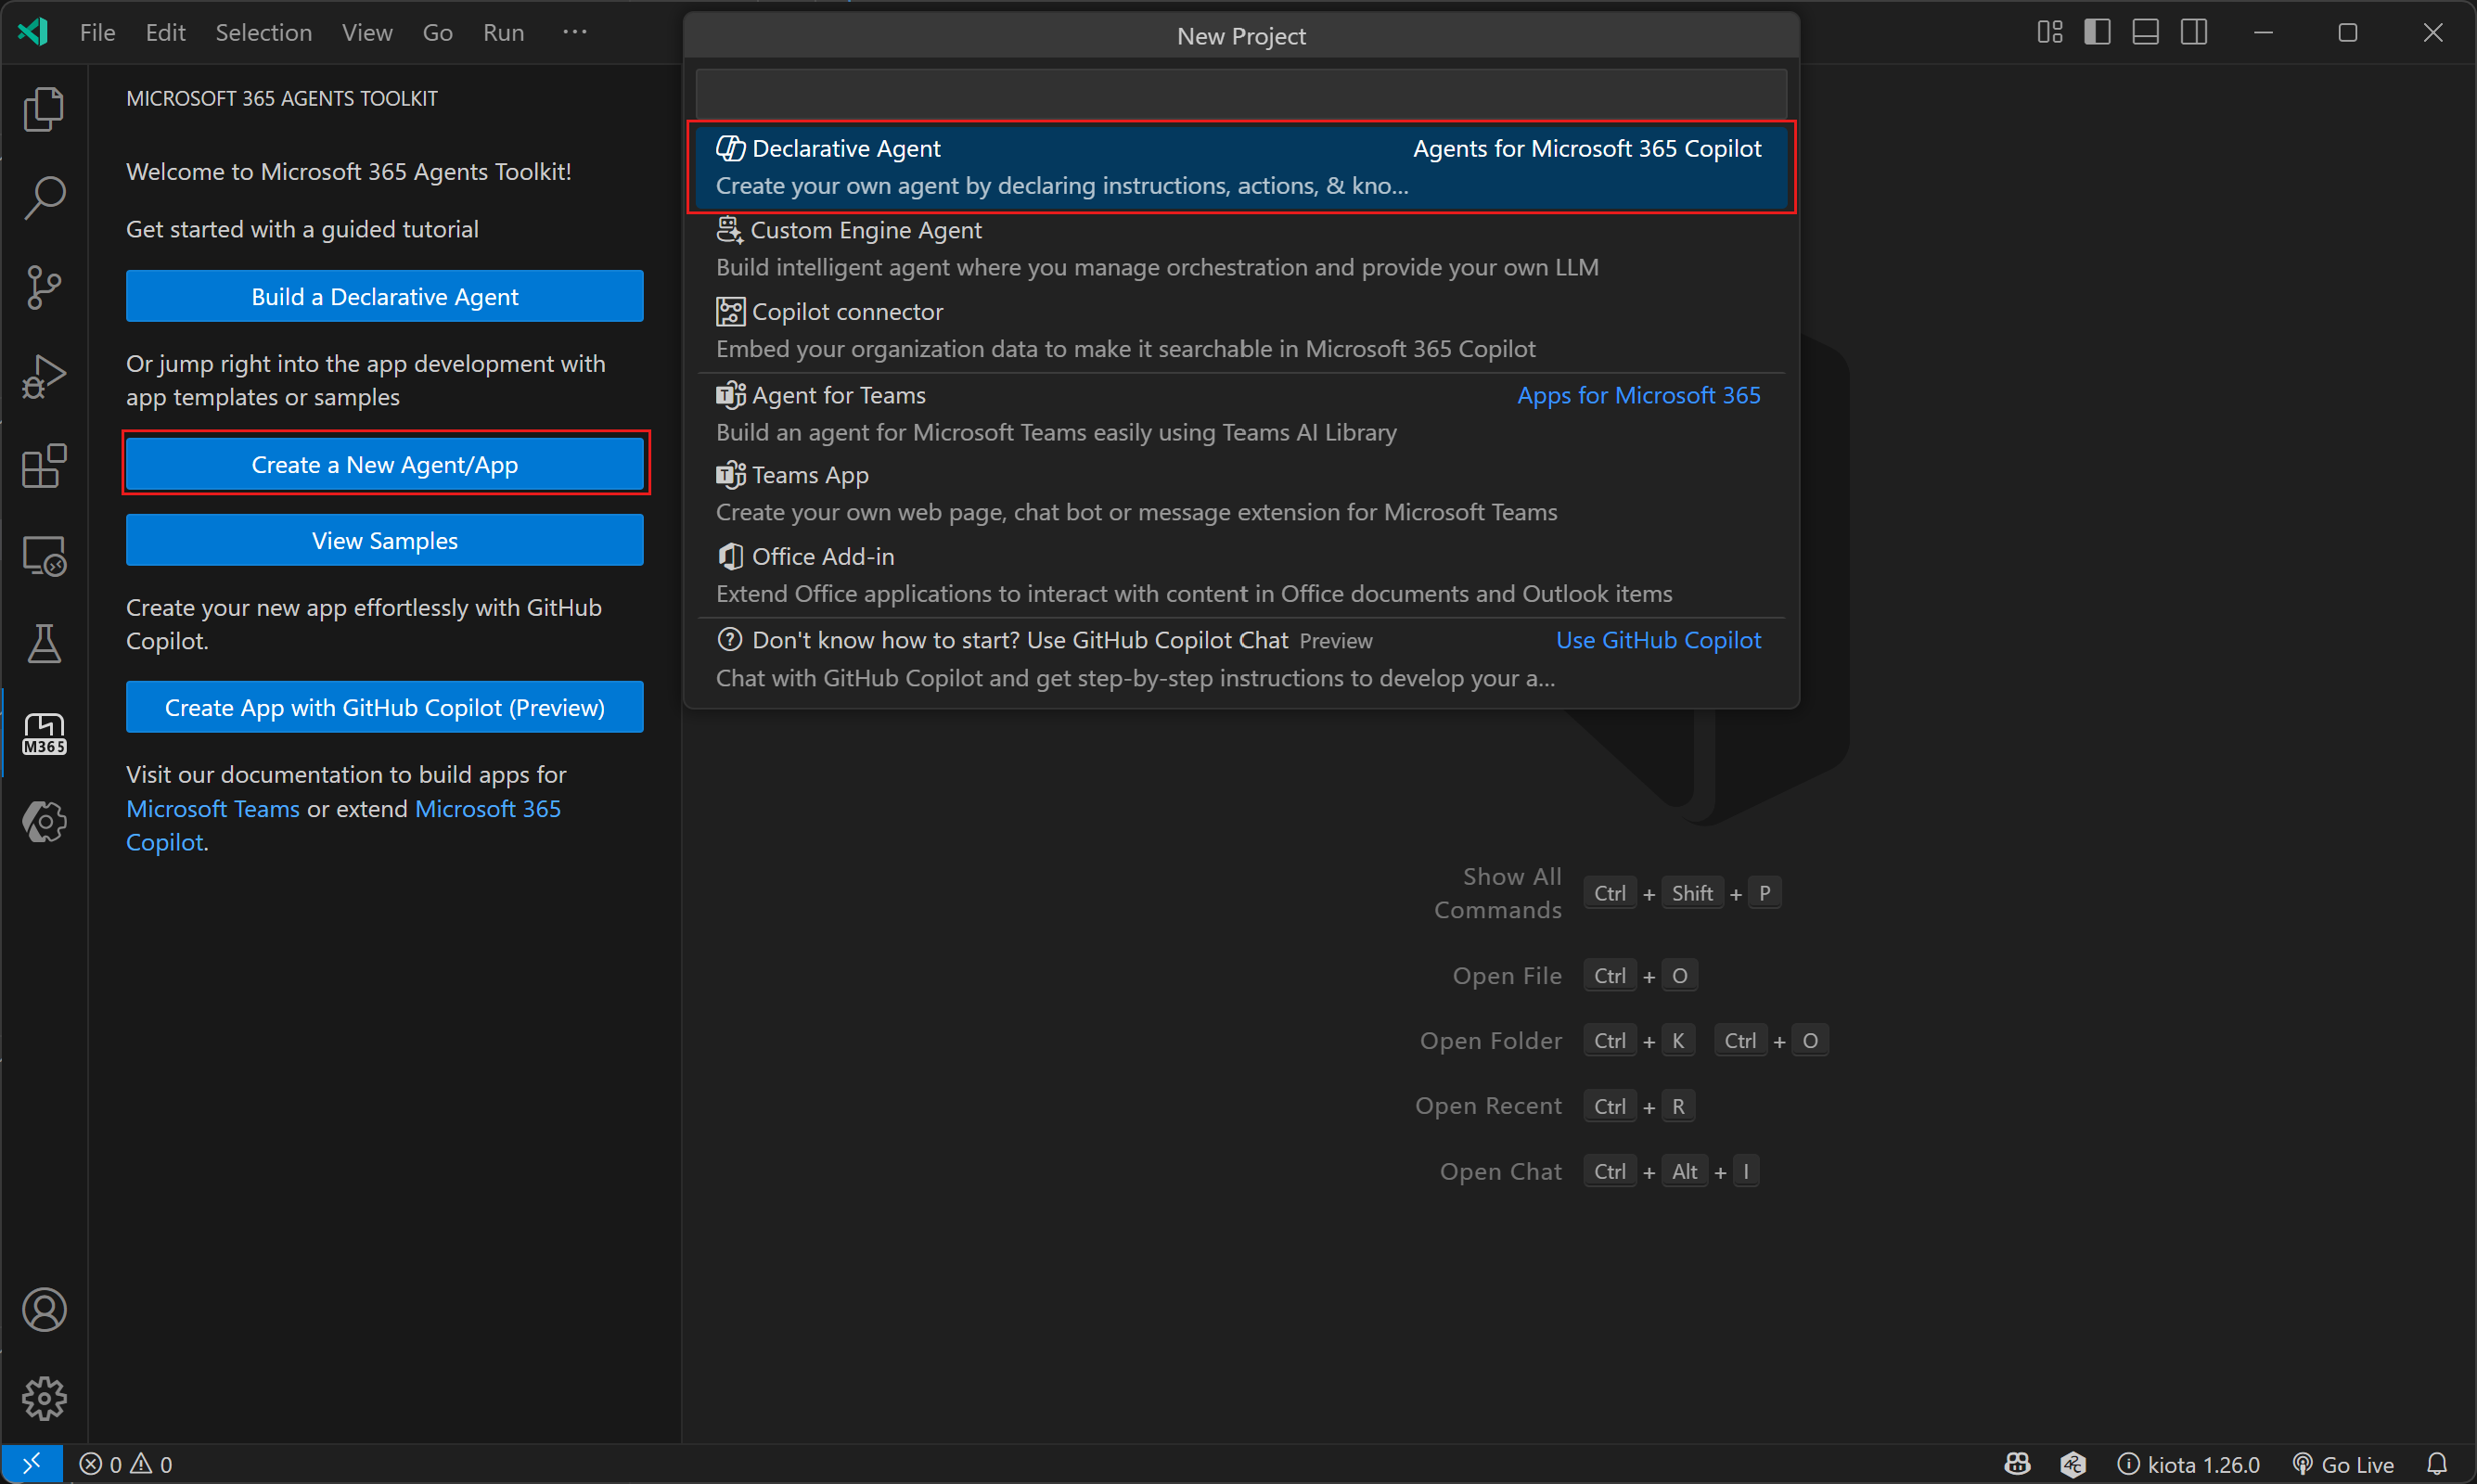 File Edit Selection View Go Run ···
New Project
MICROSOFT 365 AGENTS TOOLKIT
Welcome to Microsoft 365 Agents Toolkit!
Get started with a guided tutorial
Build a Declarative Agent
Or jump right into the app development with
app templates or samples
Create a New Agent/App
View Samples
Create your new app effortlessly with GitHub
Copilot.
Create App with GitHub Copilot (Preview)
Visit our documentation to build apps for
Microsoft Teams or extend Microsoft 365
Copilot.
M365
Declarative Agent Agents for Microsoft 365 Copilot
Create your own agent by declaring instructions, actions, & kno...
Custom Engine Agent
Build intelligent agent where you manage orchestration and provide your own LLM
Copilot connector
Embed your organization data to make it searchable in Microsoft 365 Copilot
Agent for Teams Apps for Microsoft 365
Build an agent for Microsoft Teams easily using Teams AI Library
Teams App
Create your own web page, chat bot or message extension for Microsoft Teams
Office Add-in
Extend Office applications to interact with content in Office documents and Outlook items
Don't know how to start? Use GitHub Copilot Chat Preview Use GitHub Copilot
Chat with GitHub Copilot and get step-by-step instructions to develop your a...
Show All
Commands Ctrl + Shift + P
Open File Ctrl + O
Open Folder Ctrl + K Ctrl + O
Open Recent Ctrl + R
Open Chat Ctrl + Alt + I
0 0 kiota 1.26.0 Go Live